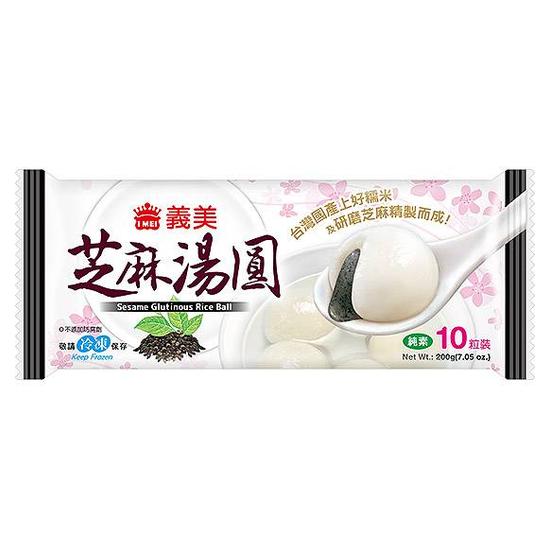 I MEI
義美
芝麻湯圓
Sesame Glutinous Rice Ball
不添加防腐劑
敬請 冷凍 保存
Keep Frozen
台灣國產上好糯米
及研磨芝麻精製而成!
純素 10粒裝
Net Wt.: 200g(7.05 oz.)